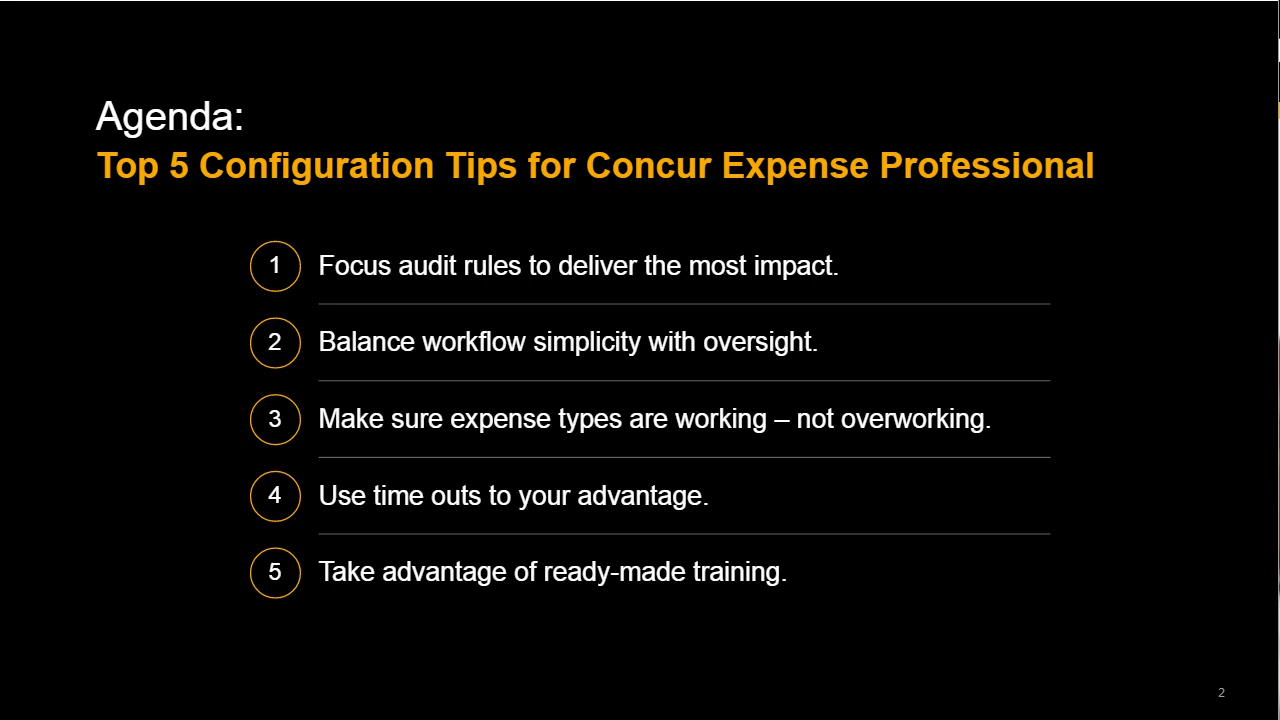 Agenda:
Top 5 Configuration Tips for Concur Expense Professional
1 Focus audit rules to deliver the most impact.
2 Balance workflow simplicity with oversight.
3 Make sure expense types are working – not overworking.
4 Use time outs to your advantage.
5 Take advantage of ready-made training.
2